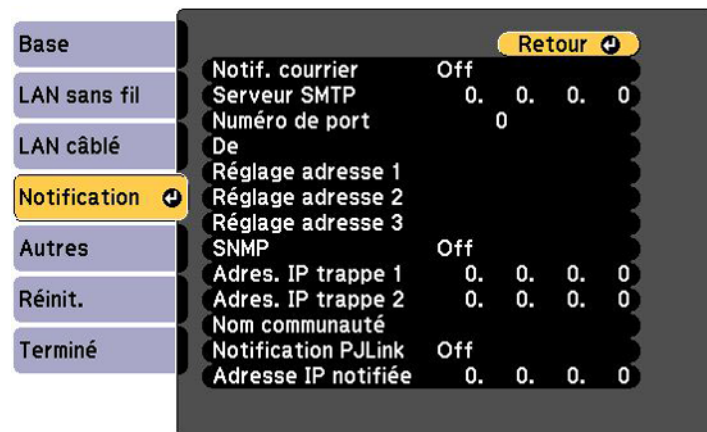 Base
LAN sans fil
LAN câblé
Notification
Autres
Réinit.
Terminé
Retour
Notif. courrier Off
Serveur SMTP 0. 0. 0. 0
Numéro de port 0
De
Réglage adresse 1
Réglage adresse 2
Réglage adresse 3
SNMP Off
Adres. IP trappe 1 0. 0. 0. 0
Adres. IP trappe 2 0. 0. 0. 0
Nom communauté
Notification PJLink Off
Adresse IP notifiée 0. 0. 0. 0